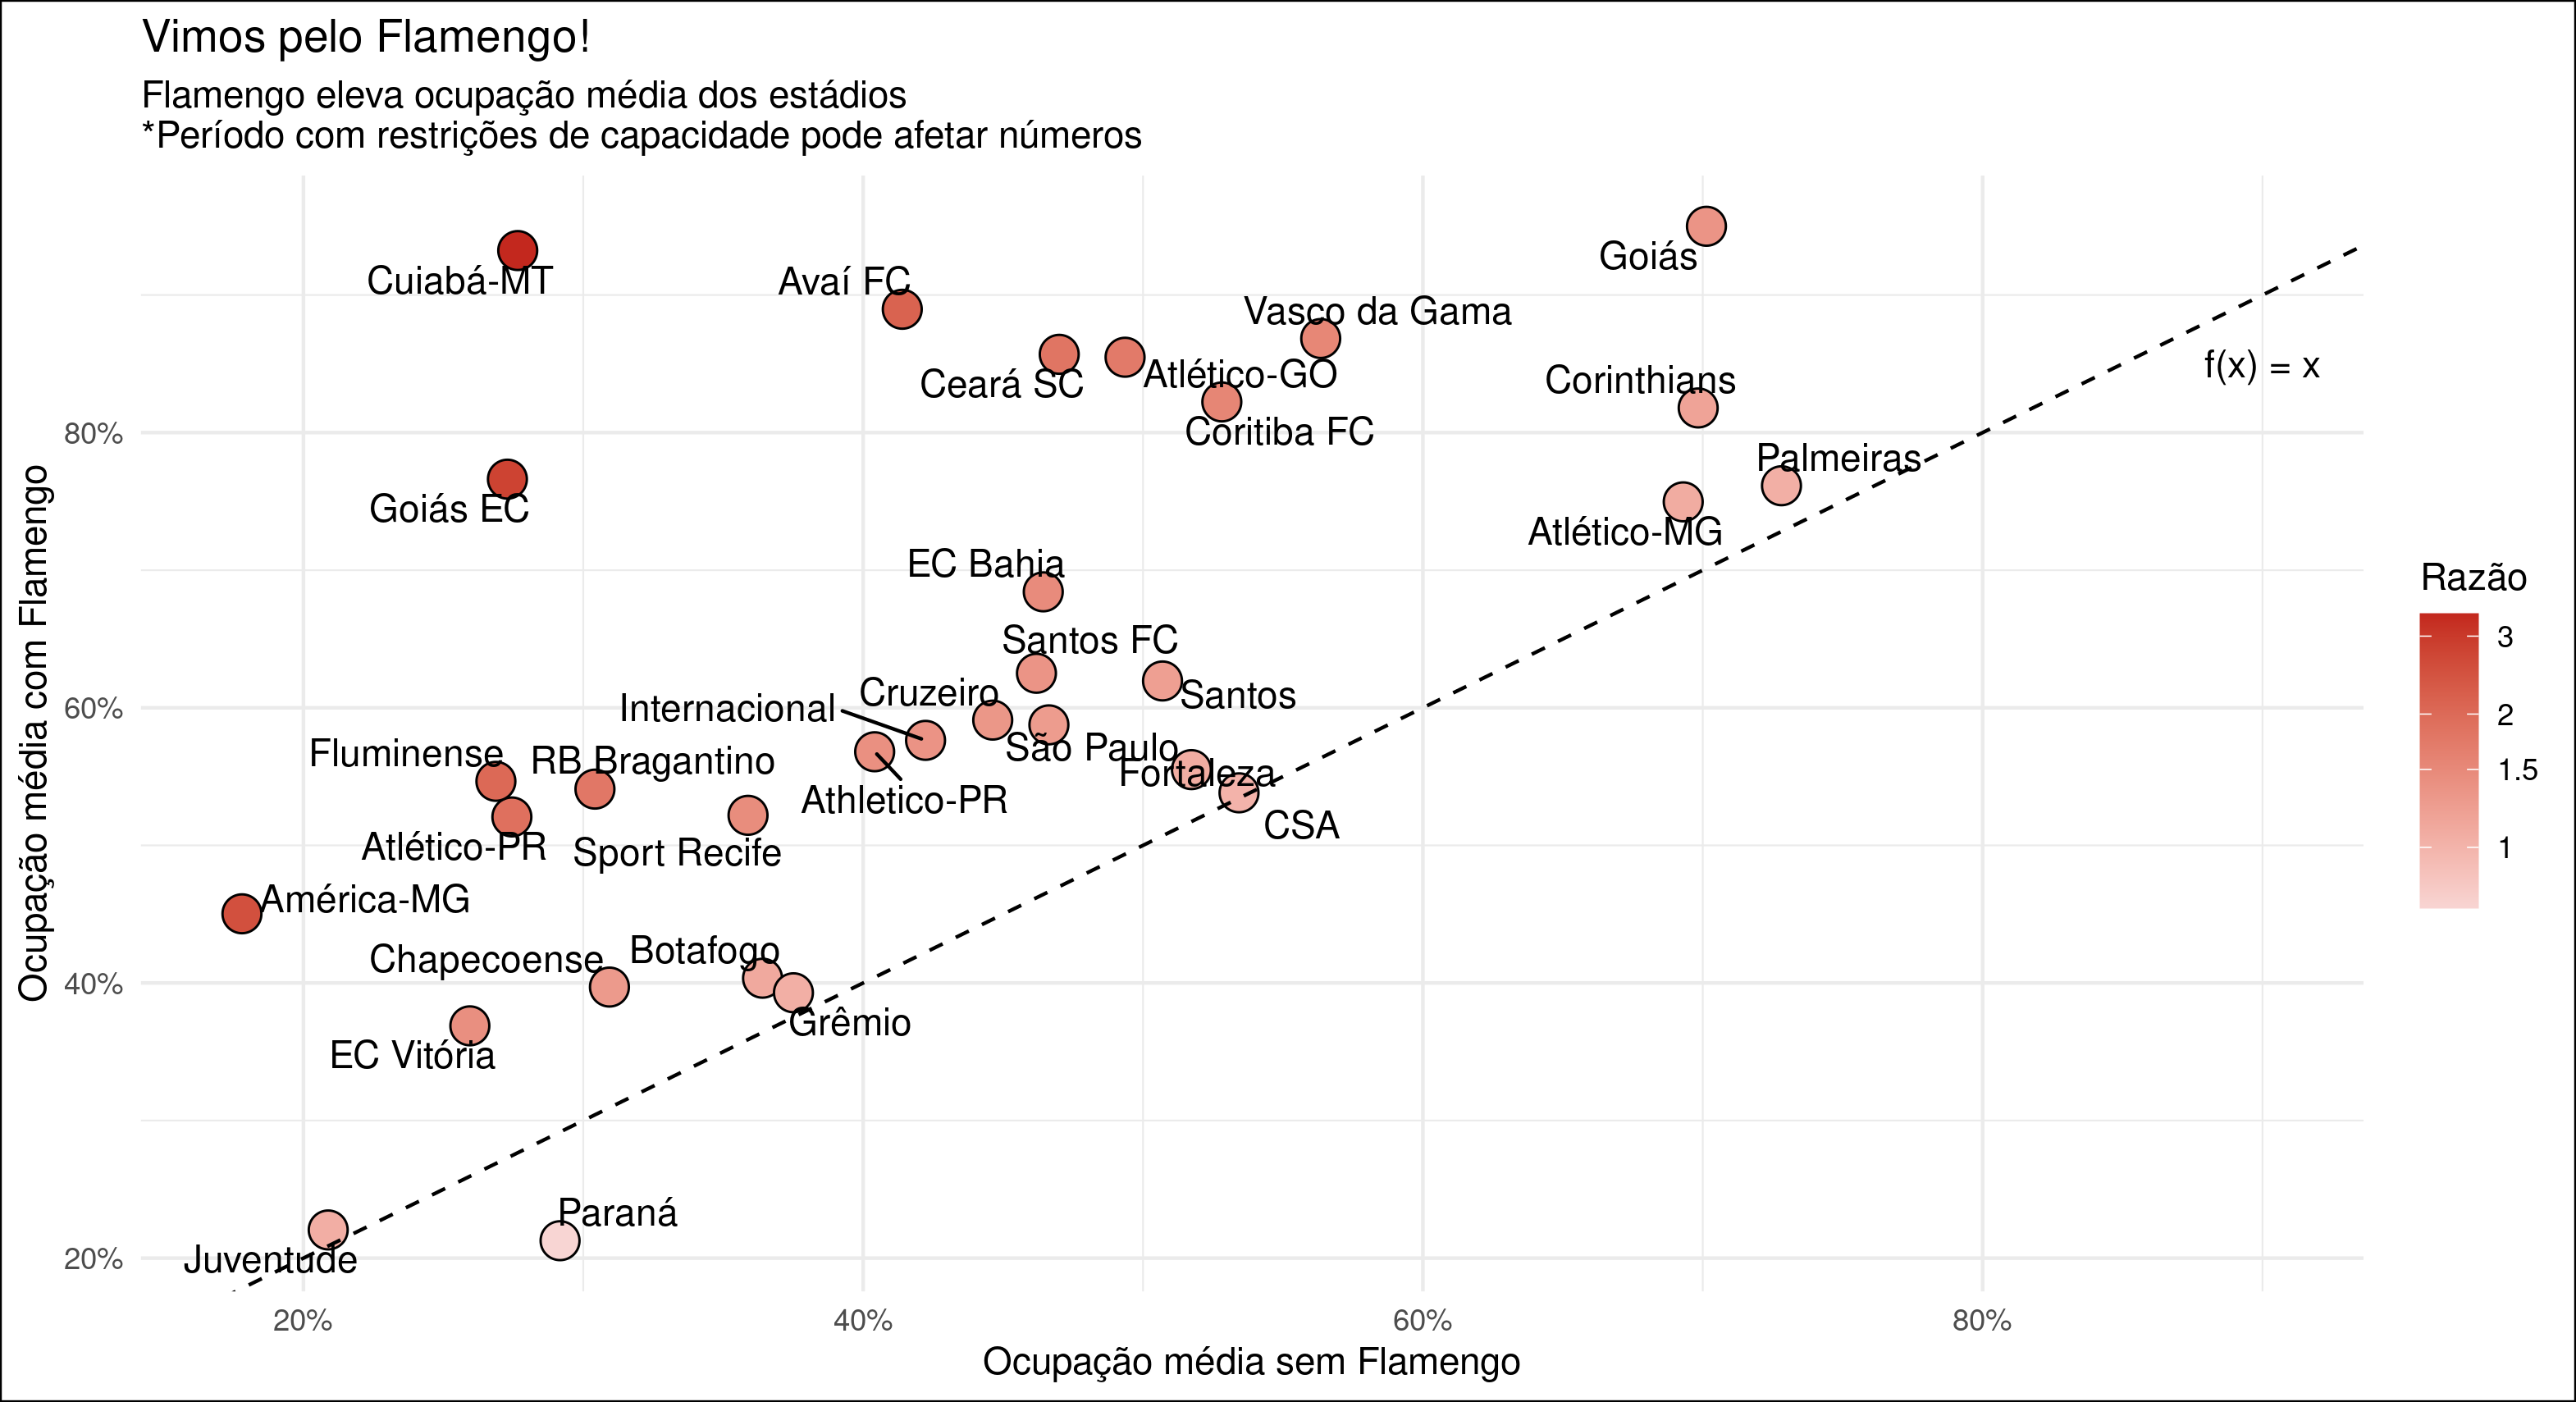 Vimos pelo Flamengo!
Flamengo eleva ocupação média dos estádios
*Período com restrições de capacidade pode afetar números
Ocupação média com Flamengo
80%
60%
40%
20%
Goiás
Cuiabá-MT
Avaí FC
Vasco da Gama
f(x) = x
Ceará SC
Atlético-GO
Corinthians
Coritiba FC
Palmeiras
Goiás EC
Atlético-MG
EC Bahia
Santos FC
Santos
Cruzeiro
Internacional
São Paulo
Fluminense
RB Bragantino
Fortaleza
Athletico-PR
CSA
Atlético-PR
Sport Recife
América-MG
Chapecoense
Botafogo
Grêmio
EC Vitória
Paraná
Juventude
20%
40%
60%
80%
Ocupação média sem Flamengo
Razão
3
2
1.5
1